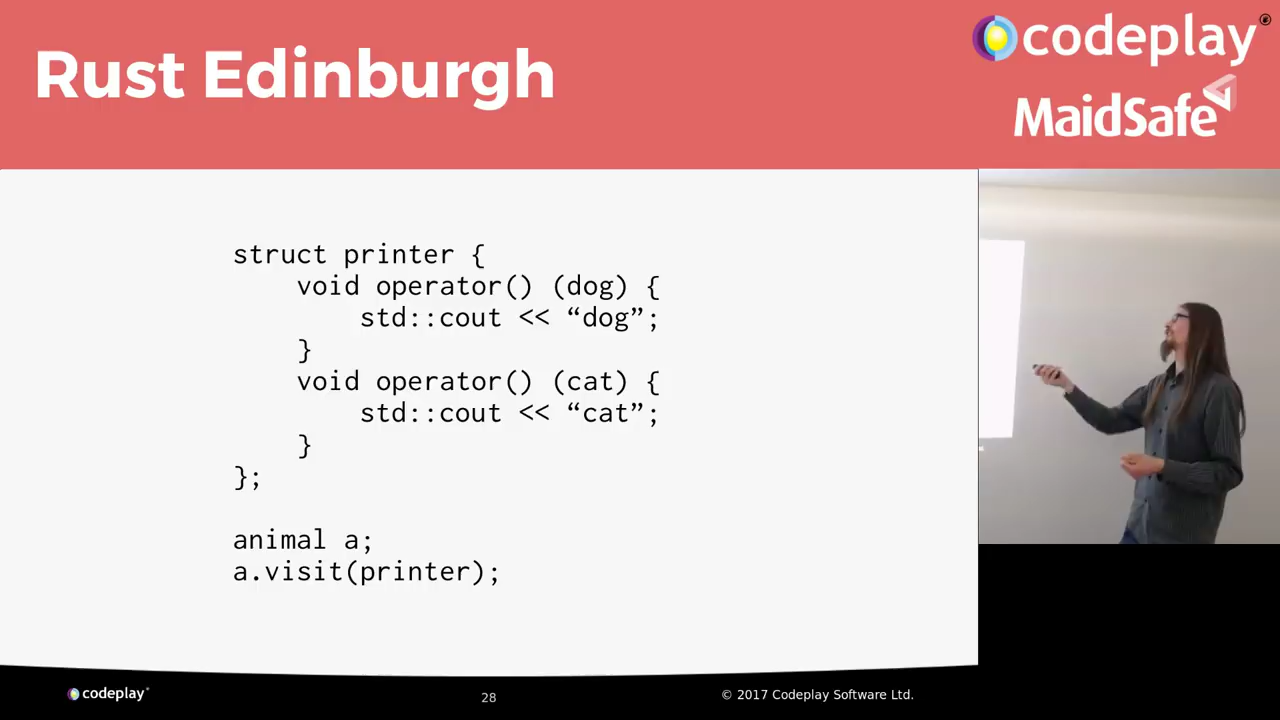 Rust Edinburgh
codeplay®
MaidSafe
struct printer {
    void operator() (dog) {
        std::cout << “dog”;
    }
    void operator() (cat) {
        std::cout << “cat”;
    }
};
animal a;
a.visit(printer);
codeplay®
28
© 2017 Codeplay Software Ltd.